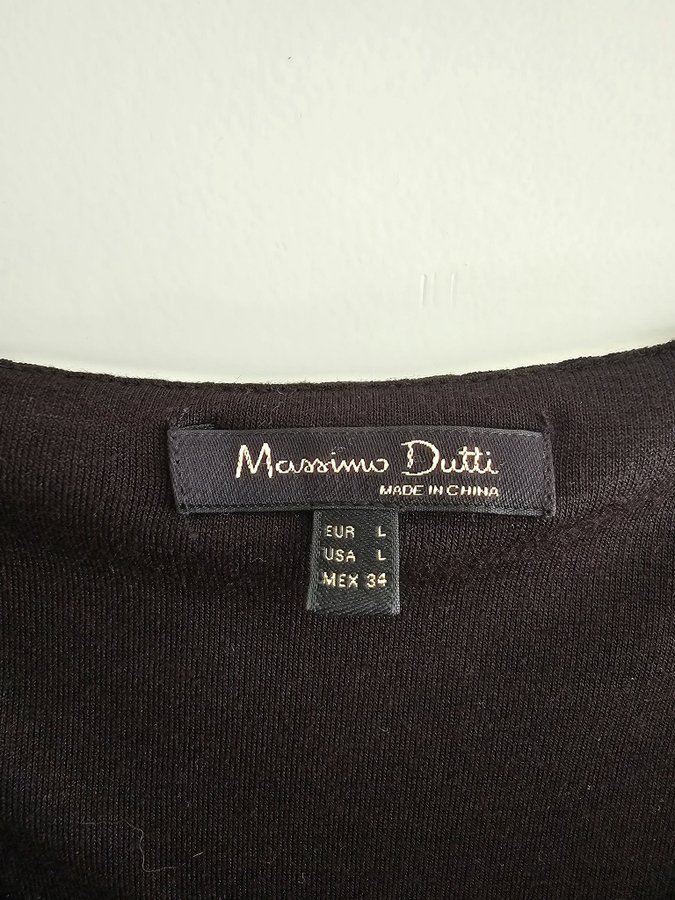 Massimo Dutti
MADE IN CHINA
EUR L
USA L
MEX 34